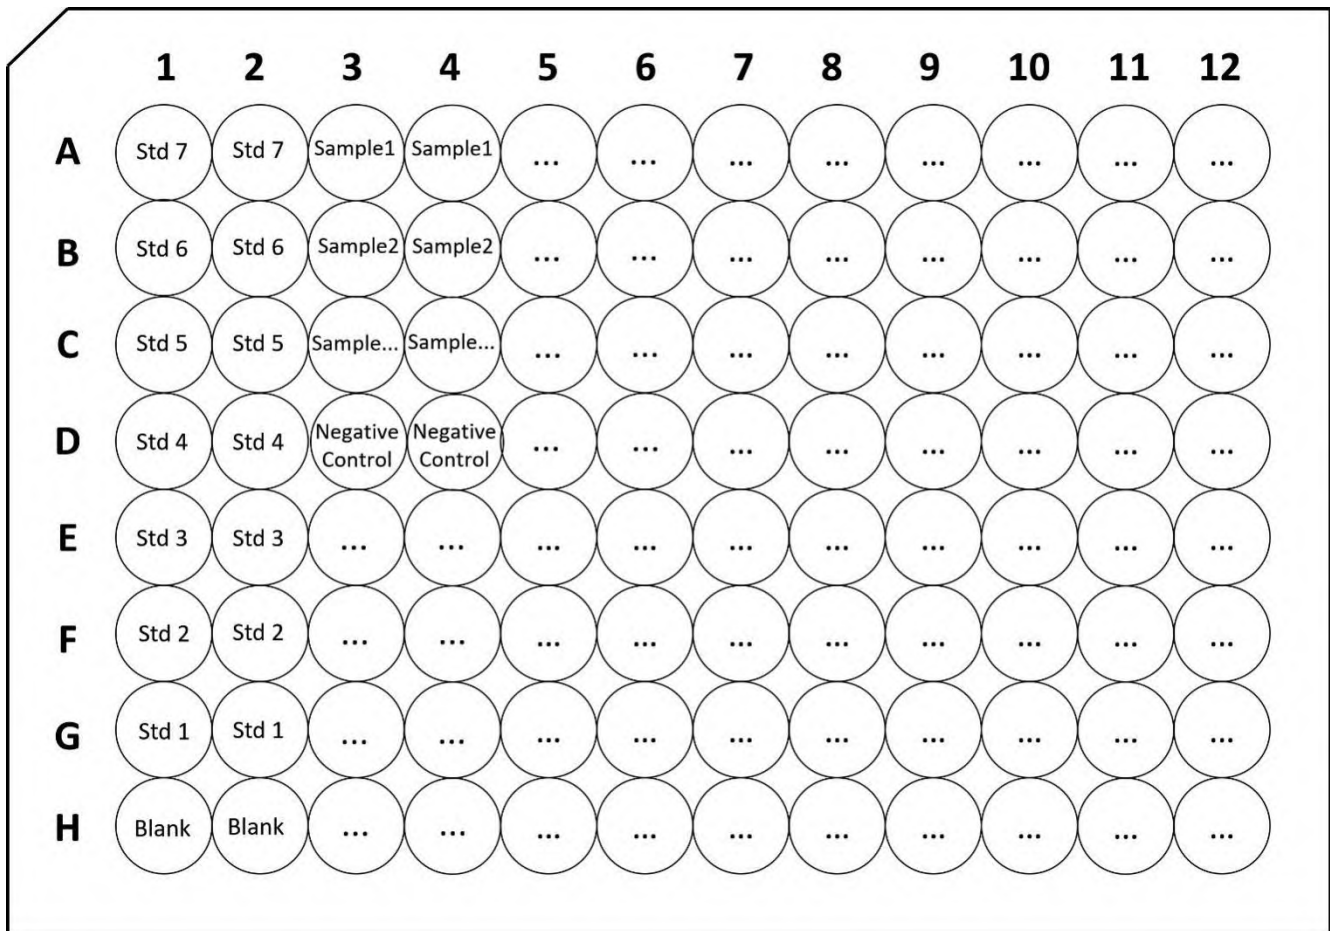 1 2 3 4 5 6 7 8 9 10 11 12
A Std 7 Std 7 Sample1 Sample1 ... ... ... ... ... ... ... ...
B Std 6 Std 6 Sample2 Sample2 ... ... ... ... ... ... ... ...
C Std 5 Std 5 Sample... Sample... ... ... ... ... ... ... ... ...
D Std 4 Std 4 Negative Control Negative Control ... ... ... ... ... ... ... ...
E Std 3 Std 3 ... ... ... ... ... ... ... ... ... ...
F Std 2 Std 2 ... ... ... ... ... ... ... ... ... ...
G Std 1 Std 1 ... ... ... ... ... ... ... ... ... ...
H Blank Blank ... ... ... ... ... ... ... ... ... ...